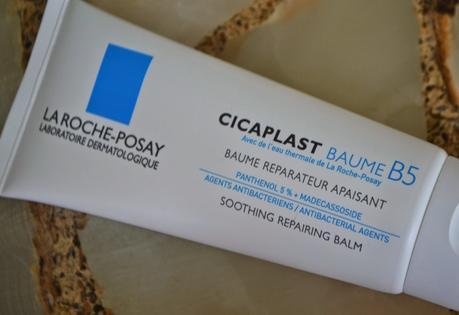 LA ROCHE-POSAY
LABORATOIRE DERMATOLOGIQUE
CICAPLAST BAUME B5
Avec de l'eau thermale de La Roche-Posay
BAUME REPARATEUR APAISANT
PANTHENOL 5 % + MADECASSOSIDE
AGENTS ANTIBACTERIENS / ANTIBACTERIAL AGENTS
SOOTHING REPAIRING BALM